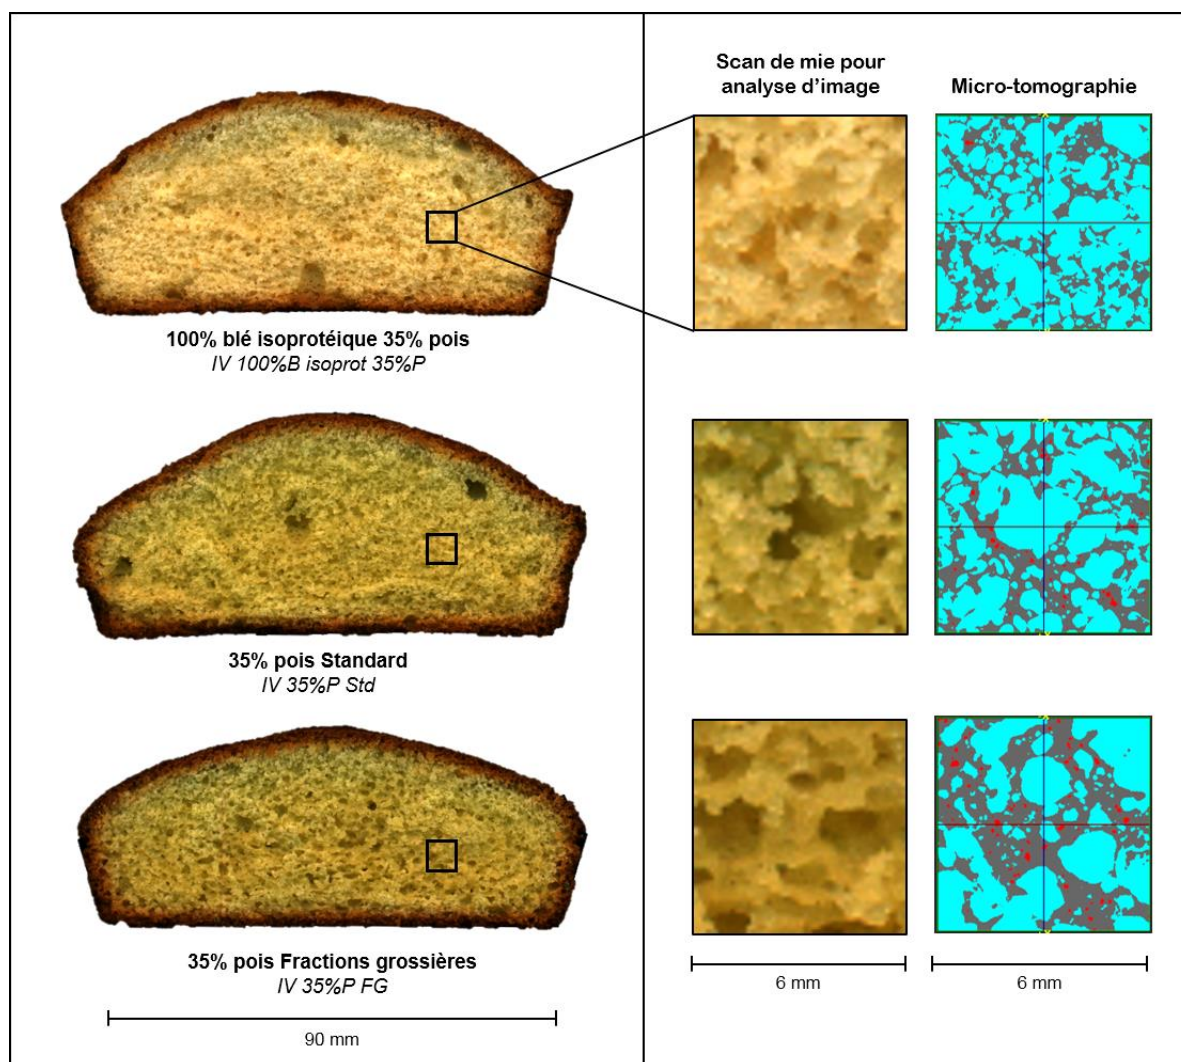 Scan de mie pour
analyse d'image
Micro-tomographie
100% blé isoprotéique 35% pois
IV 100%B isoprot 35%P
35% pois Standard
IV 35%P Std
35% pois Fractions grossières
IV 35%P FG
90 mm
6 mm
6 mm